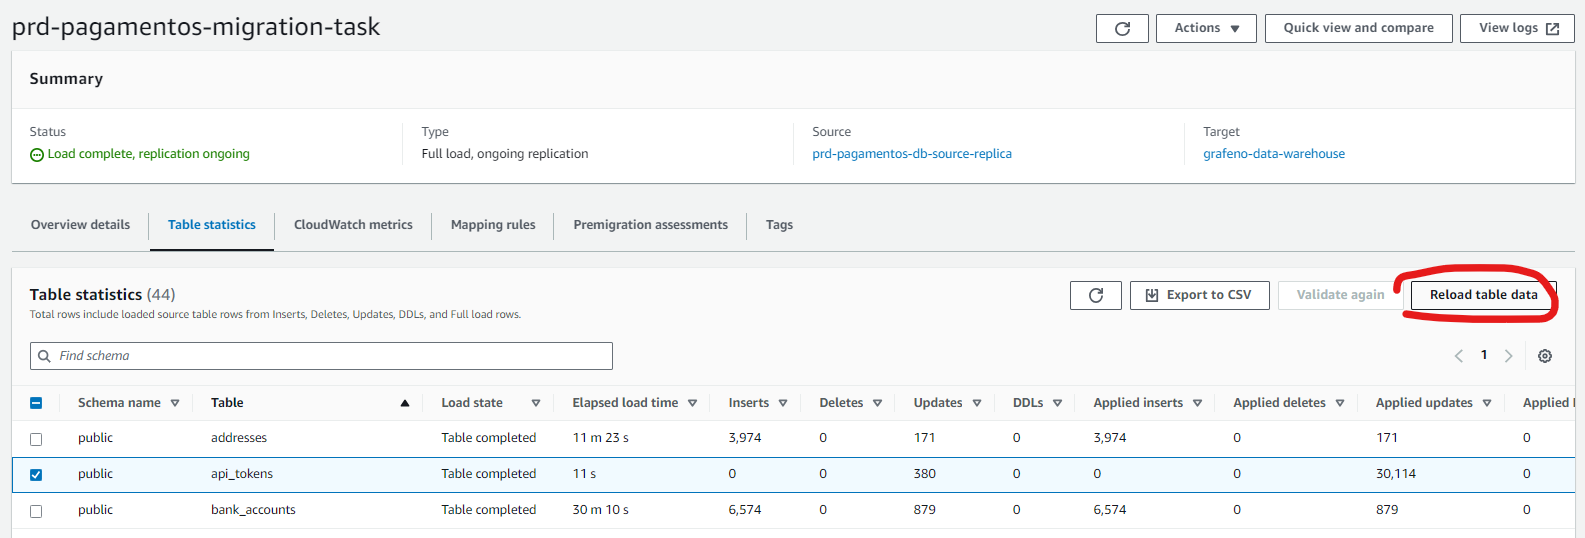 prd-pagamentos-migration-task
Actions
Quick view and compare
View logs
Summary
Status
Type
Source
Target
Load complete, replication ongoing
Full load, ongoing replication
prd-pagamentos-db-source-replica
grafeno-data-warehouse
Overview details
Table statistics
CloudWatch metrics
Mapping rules
Premigration assessments
Tags
Table statistics (44)
Total rows include loaded source table rows from Inserts, Deletes, Updates, DDLs, and Full load rows.
Export to CSV
Validate again
Reload table data
Find schema
1
Schema name Table Load state Elapsed load time Inserts Deletes Updates DDLs Applied inserts Applied deletes Applied updates Applied
public addresses Table completed 11 m 23 s 3,974 0 171 0 3,974 0 171 0
public api_tokens Table completed 11 s 0 0 380 0 0 0 30,114 0
public bank_accounts Table completed 30 m 10 s 6,574 0 879 0 6,574 0 879 0